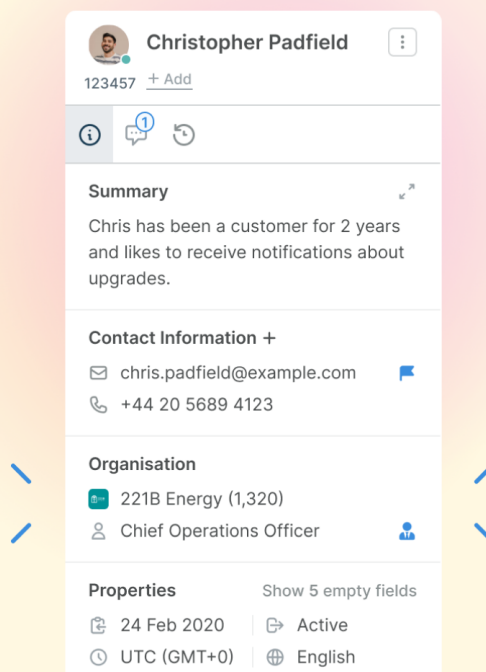 Christopher Padfield
123457 + Add
1
Summary
Chris has been a customer for 2 years
and likes to receive notifications about
upgrades.
Contact Information +
chris.padfield@example.com
+44 20 5689 4123
Organisation
221B Energy (1,320)
Chief Operations Officer
Properties Show 5 empty fields
24 Feb 2020 Active
UTC (GMT+0) English